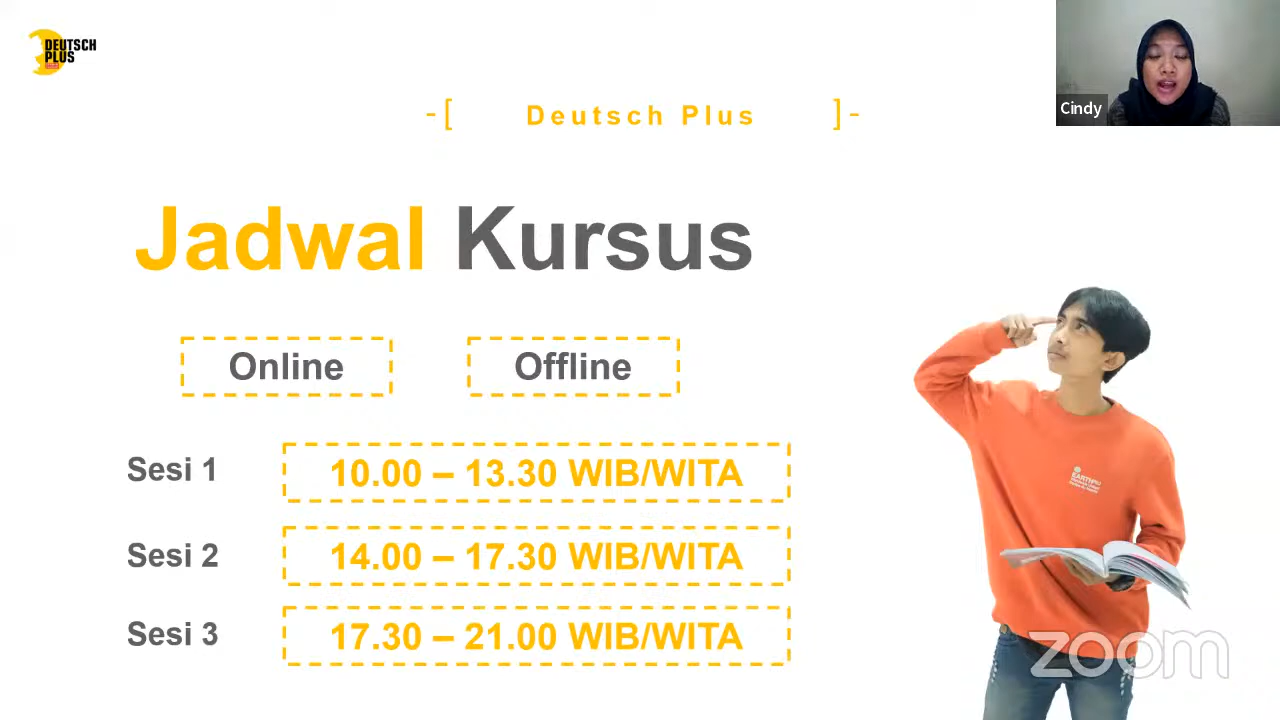 DEUTSCH
PLUS
Cindy
-[ Deutsch Plus ]-
Jadwal Kursus
Online Offline
Sesi 1 10.00 – 13.30 WIB/WITA
Sesi 2 14.00 – 17.30 WIB/WITA
Sesi 3 17.30 – 21.00 WIB/WITA
zoom